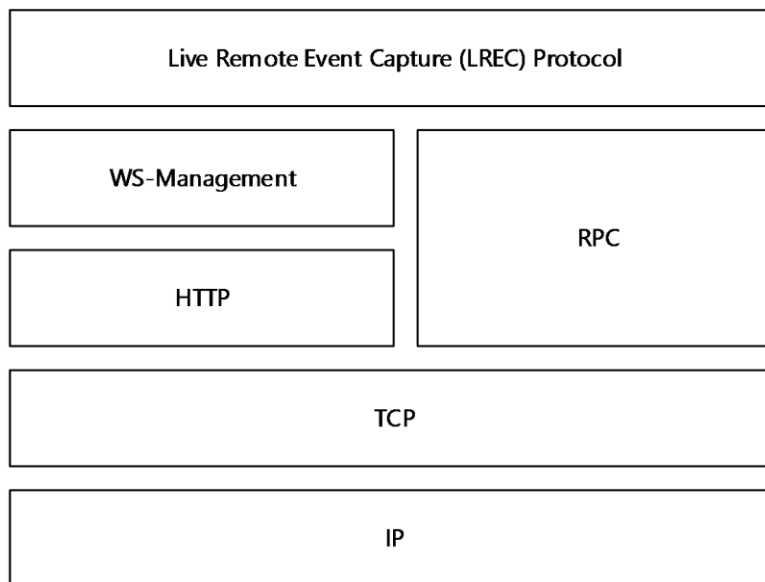 Live Remote Event Capture (LREC) Protocol
WS-Management
RPC
HTTP
TCP
IP